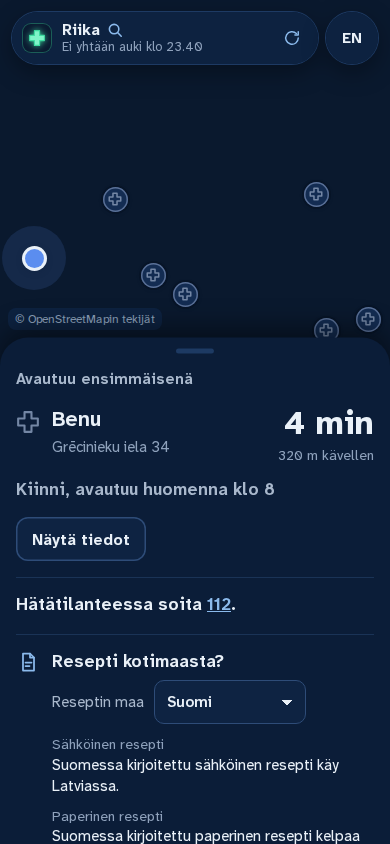 Riika
Ei yhtään auki klo 23.40
EN
© OpenStreetMapin tekijät
Avautuu ensimmäisenä
Benu
4 min
Grēcinieku iela 34
320 m kävellen
Kiinni, avautuu huomenna klo 8
Näytä tiedot
Hätätilanteessa soita 112.
Resepti kotimaasta?
Reseptin maa
Suomi
Sähköinen resepti
Suomessa kirjoitettu sähköinen resepti käy
Latviassa.
Paperinen resepti
Suomessa kirjoitettu paperinen resepti kelpaa